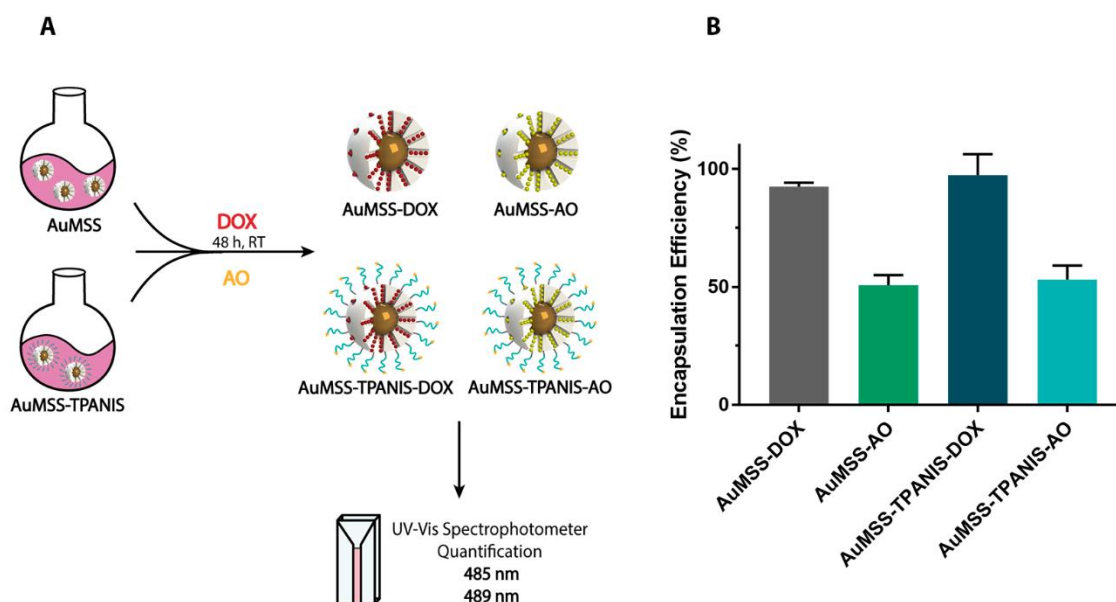 A
AuMSS
AuMSS-TPANIS
DOX
48 h, RT
AO
AuMSS-DOX
AuMSS-AO
AuMSS-TPANIS-DOX
AuMSS-TPANIS-AO
UV-Vis Spectrophotometer
Quantification
485 nm
489 nm
B
Encapsulation Efficiency (%)
100
50
0
AuMSS-DOX
AuMSS-AO
AuMSS-TPANIS-DOX
AuMSS-TPANIS-AO